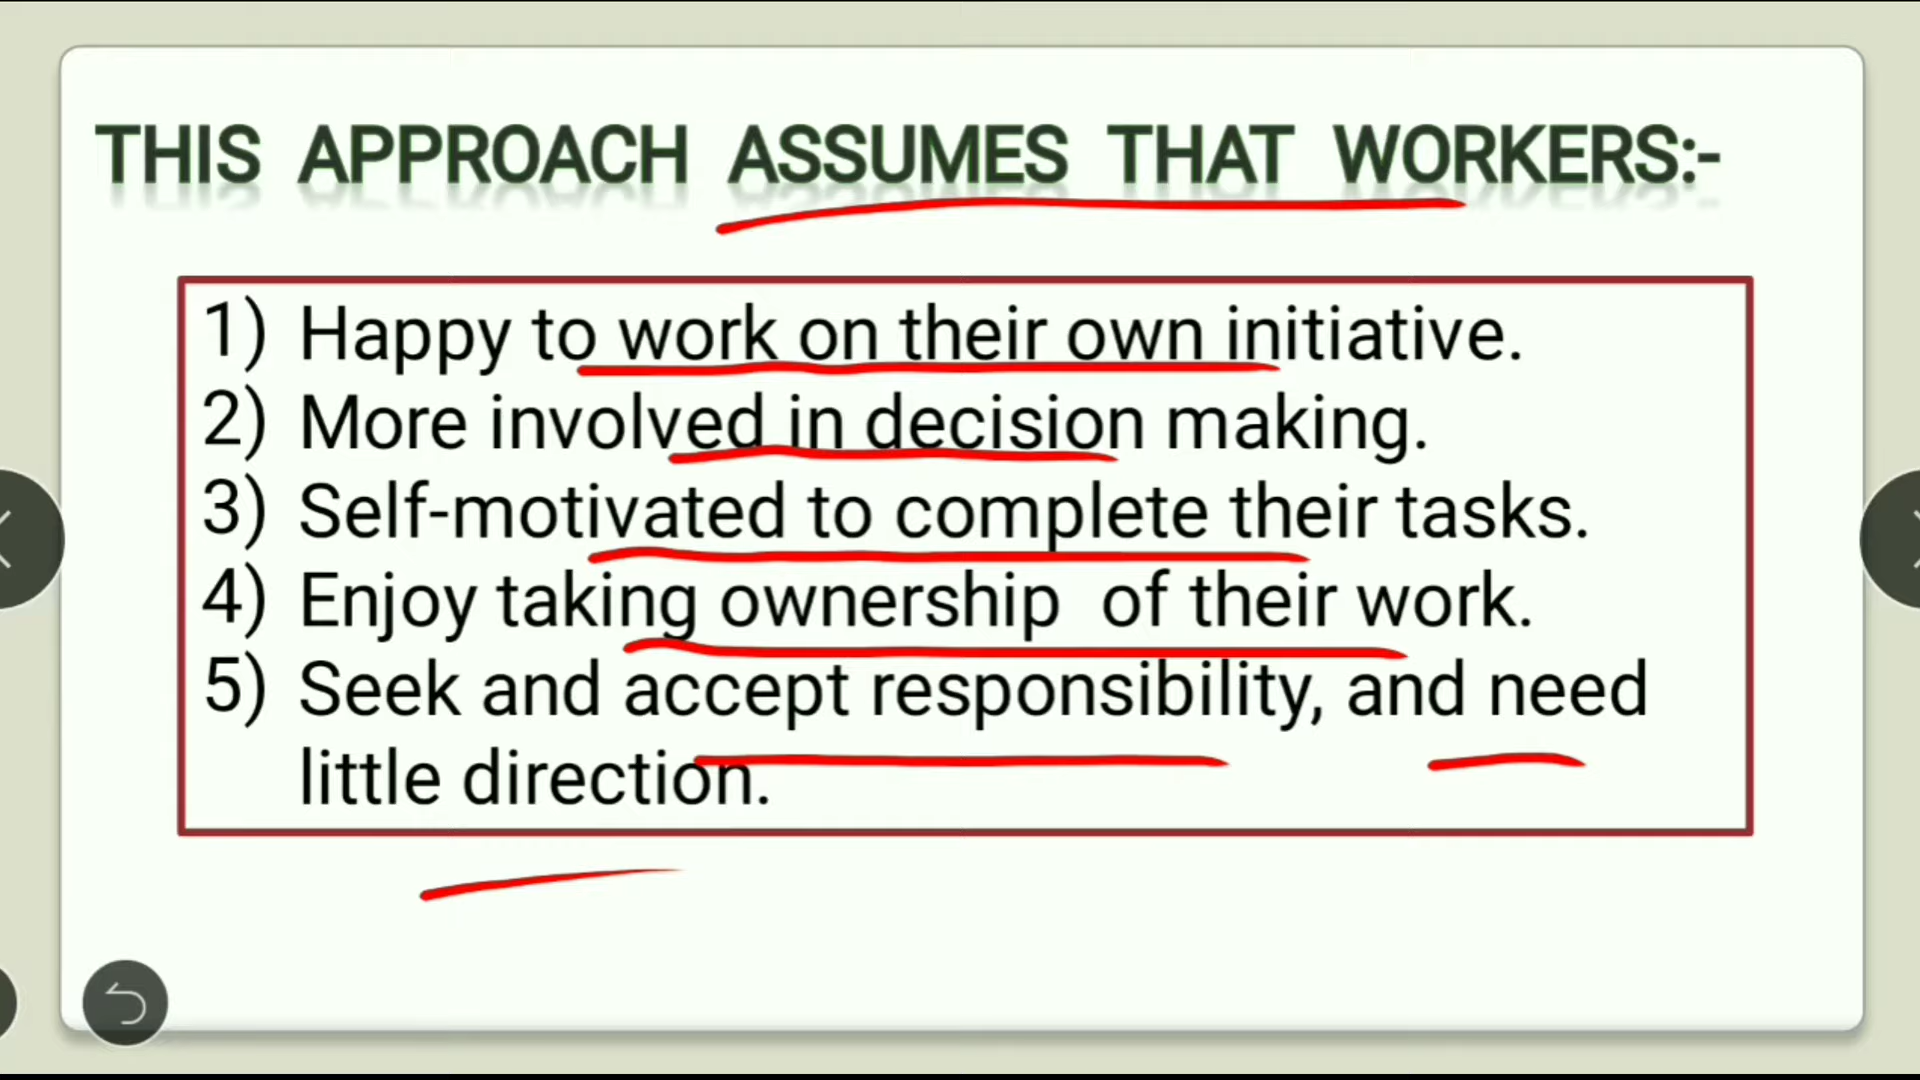 THIS APPROACH ASSUMES THAT WORKERS:-
1) Happy to work on their own initiative.
2) More involved in decision making.
3) Self-motivated to complete their tasks.
4) Enjoy taking ownership of their work.
5) Seek and accept responsibility, and need
little direction.